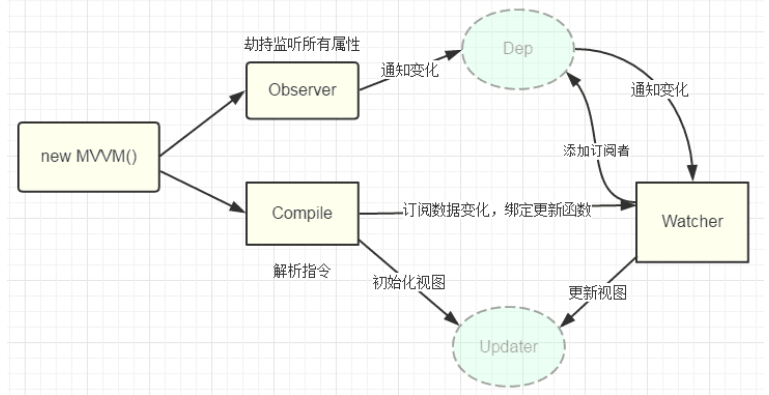 劫持监听所有属性
Dep
通知变化
Observer
通知变化
new MVVM()
添加订阅者
Compile
订阅数据变化，绑定更新函数
Watcher
解析指令
初始化视图
更新视图
Updater